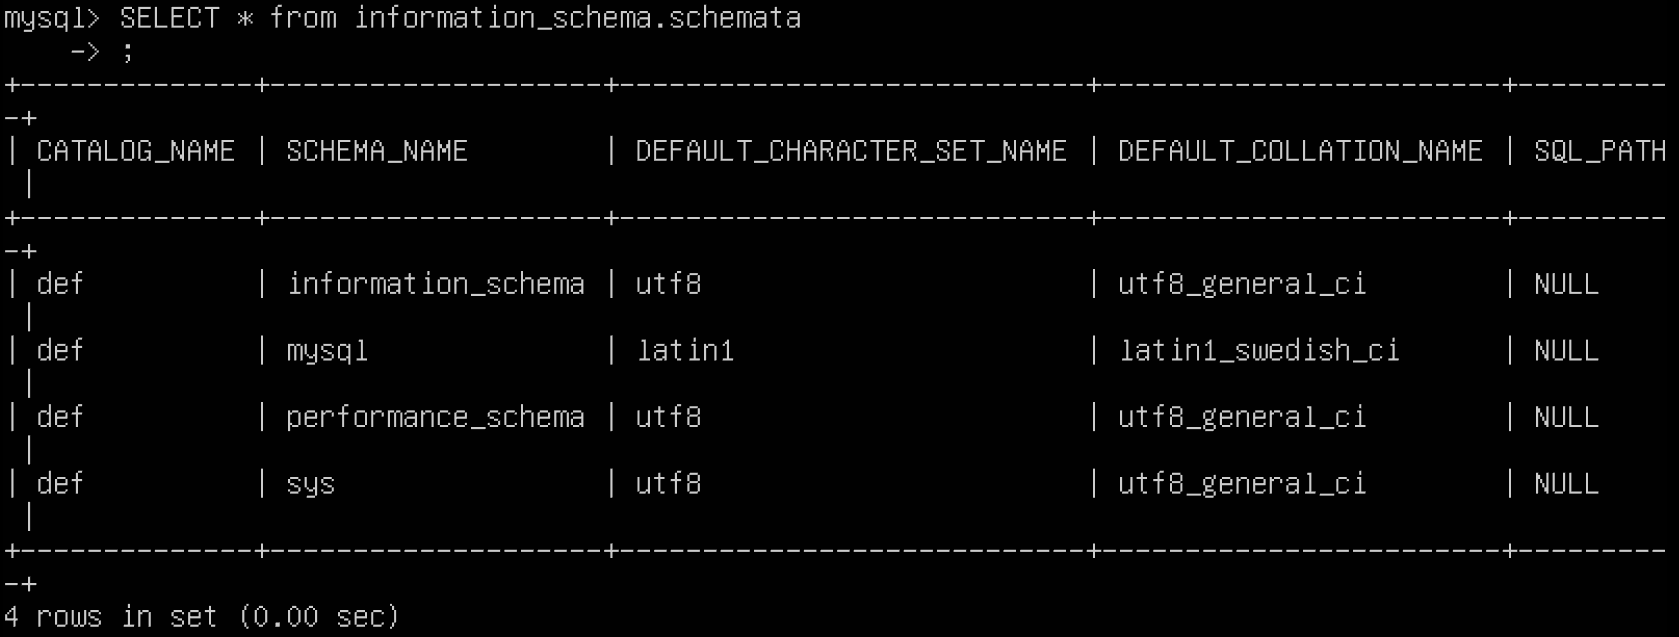 mysql> SELECT * from information_schema.schemata
    -> ;
+--------------+--------------------+----------------------------+------------------------+---------
-+
| CATALOG_NAME | SCHEMA_NAME        | DEFAULT_CHARACTER_SET_NAME | DEFAULT_COLLATION_NAME | SQL_PATH
 |
+--------------+--------------------+----------------------------+------------------------+---------
-+
| def          | information_schema | utf8                       | utf8_general_ci        | NULL
 |
| def          | mysql              | latin1                     | latin1_swedish_ci      | NULL
 |
| def          | performance_schema | utf8                       | utf8_general_ci        | NULL
 |
| def          | sys                | utf8                       | utf8_general_ci        | NULL
 |
+--------------+--------------------+----------------------------+------------------------+---------
-+
4 rows in set (0.00 sec)